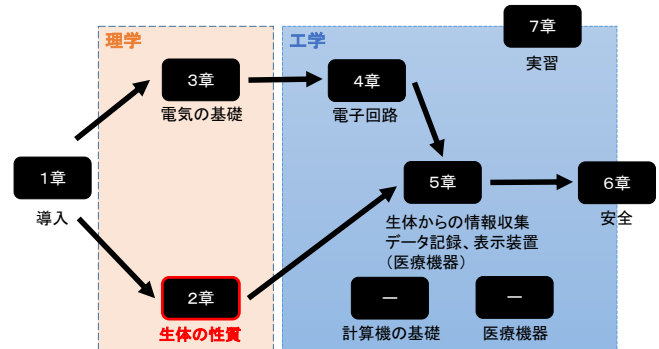 理学
工学
7章
実習
3章
電気の基礎
4章
電子回路
1章
導入
5章
生体からの情報収集
データ記録、表示装置
（医療機器）
6章
安全
2章
生体の性質
ー
計算機の基礎
ー
医療機器